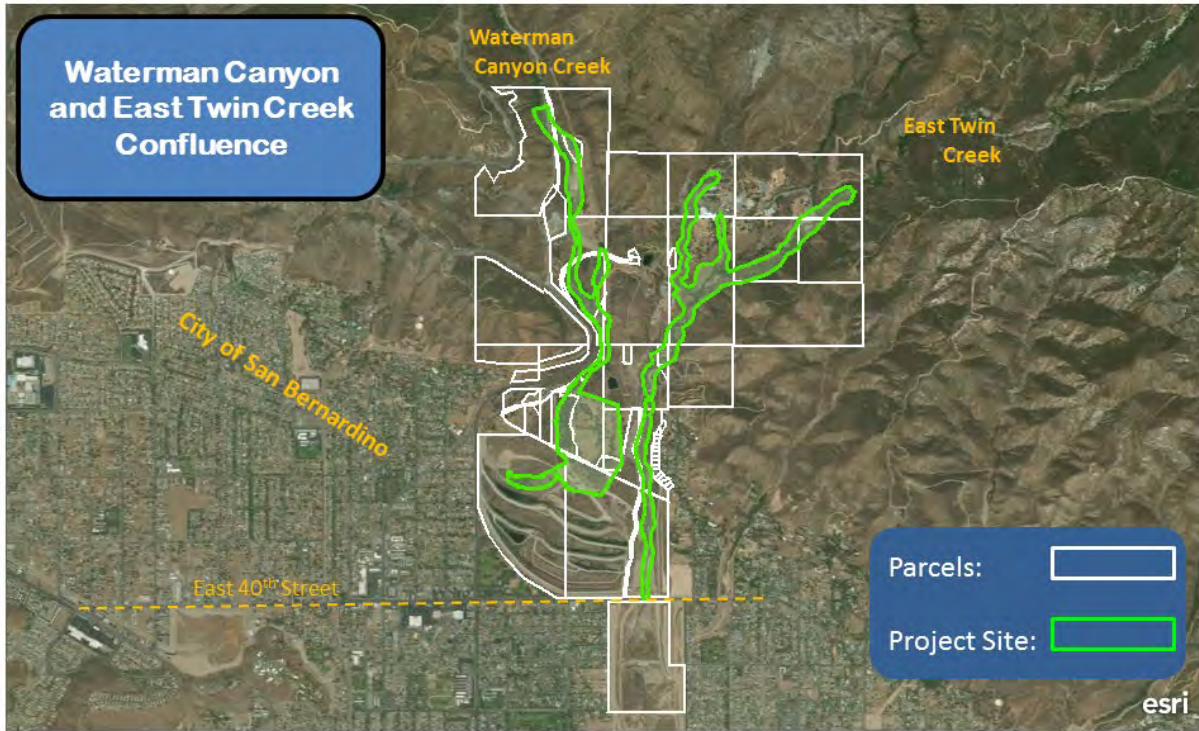 Waterman Canyon
and East Twin Creek
Confluence
Waterman
Canyon Creek
East Twin
Creek
City of San Bernardino
East 40th Street
Parcels:
Project Site:
esri